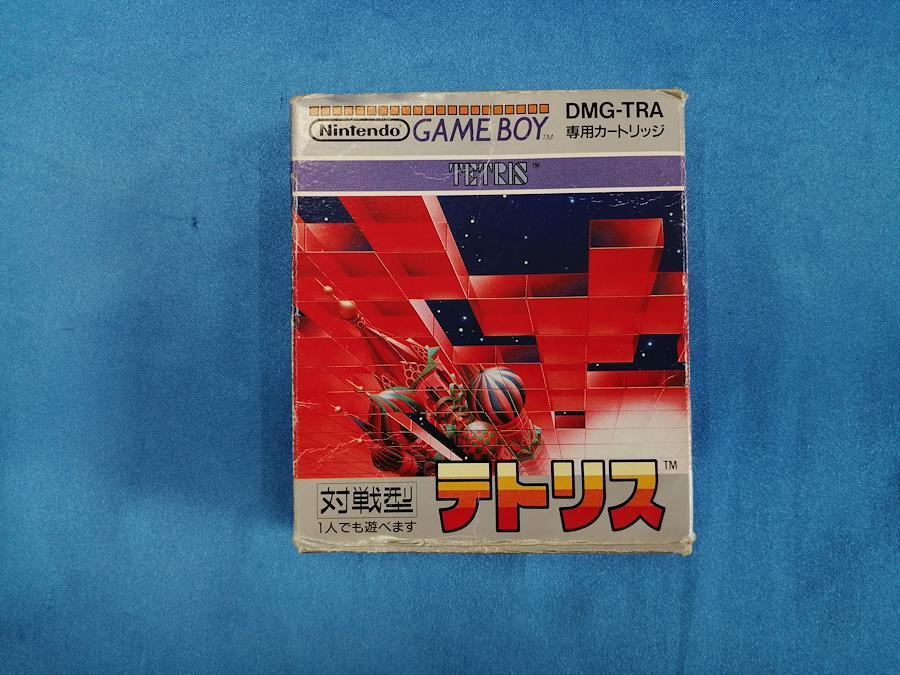 Nintendo GAME BOY™
DMG-TRA
専用カートリッジ
TETRIS™
対戦型
1人でも遊べます
テトリス™